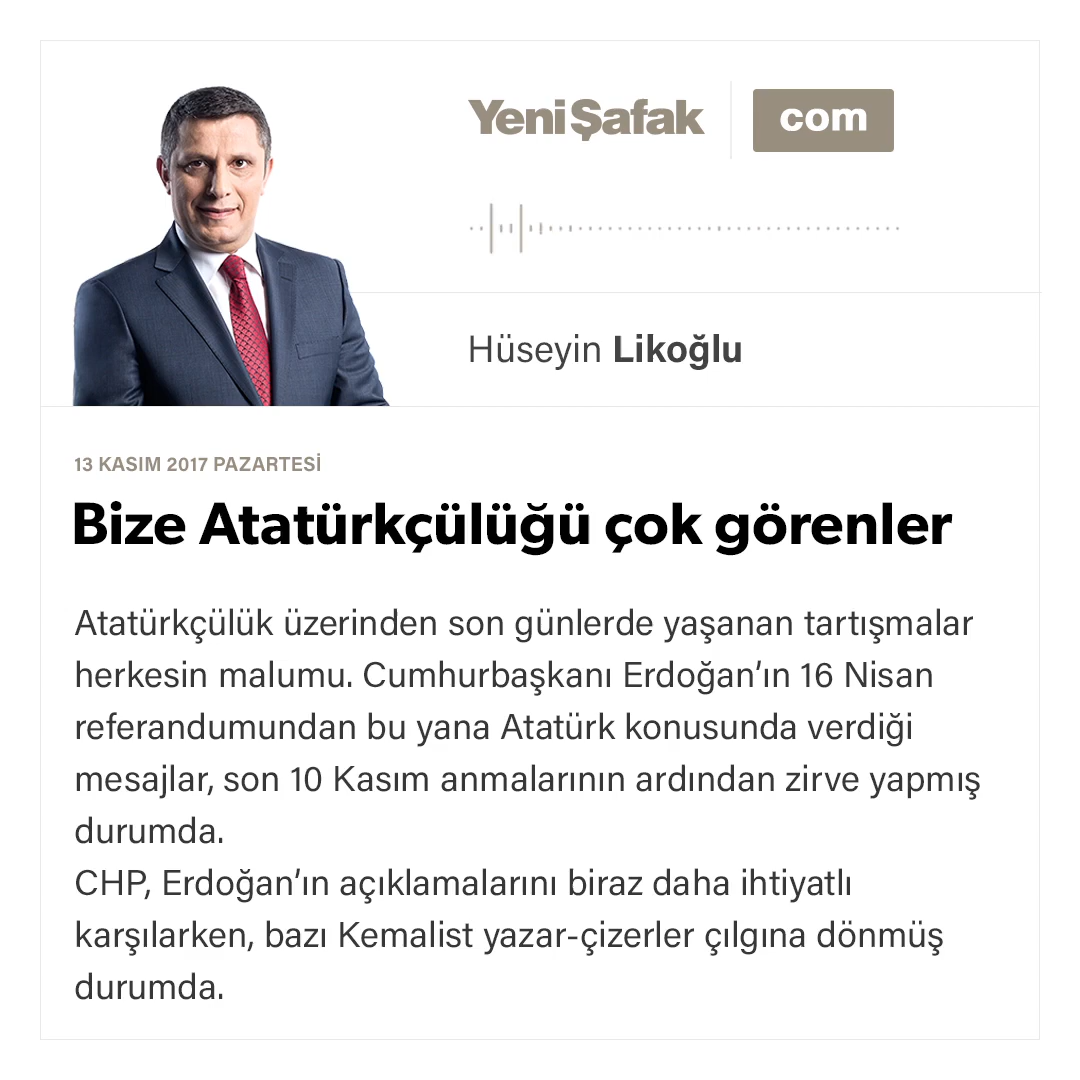 YeniŞafak com
Hüseyin Likoğlu
13 KASIM 2017 PAZARTESİ
Bize Atatürkçülüğü çok görenler
Atatürkçülük üzerinden son günlerde yaşanan tartışmalar
herkesin malumu. Cumhurbaşkanı Erdoğan’ın 16 Nisan
referandumundan bu yana Atatürk konusunda verdiği
mesajlar, son 10 Kasım anmalarının ardından zirve yapmış
durumda.
CHP, Erdoğan’ın açıklamalarını biraz daha ihtiyatlı
karşılarken, bazı Kemalist yazar-çizerler çılgına dönmüş
durumda.